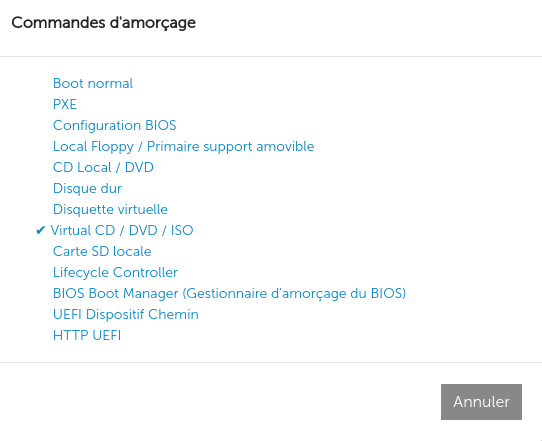 Commandes d'amorçage
Boot normal
PXE
Configuration BIOS
Local Floppy / Primaire support amovible
CD Local / DVD
Disque dur
Disquette virtuelle
✔ Virtual CD / DVD / ISO
Carte SD locale
Lifecycle Controller
BIOS Boot Manager (Gestionnaire d'amorçage du BIOS)
UEFI Dispositif Chemin
HTTP UEFI
Annuler